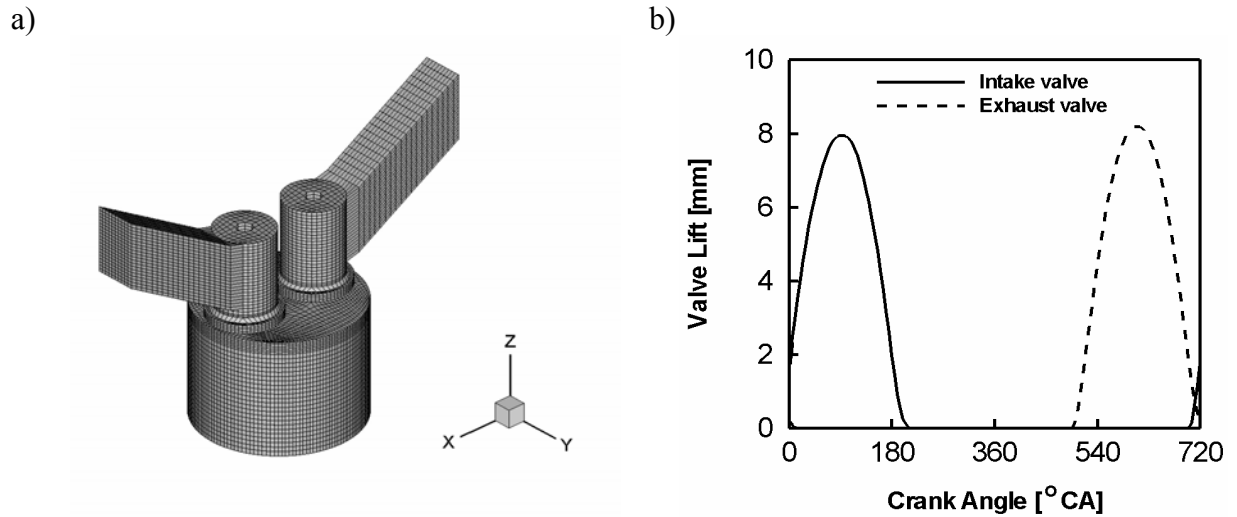 a)
b)
Z
X
Y
10
8
6
4
2
0
Valve Lift [mm]
Intake valve
Exhaust valve
0 180 360 540 720
Crank Angle [°CA]